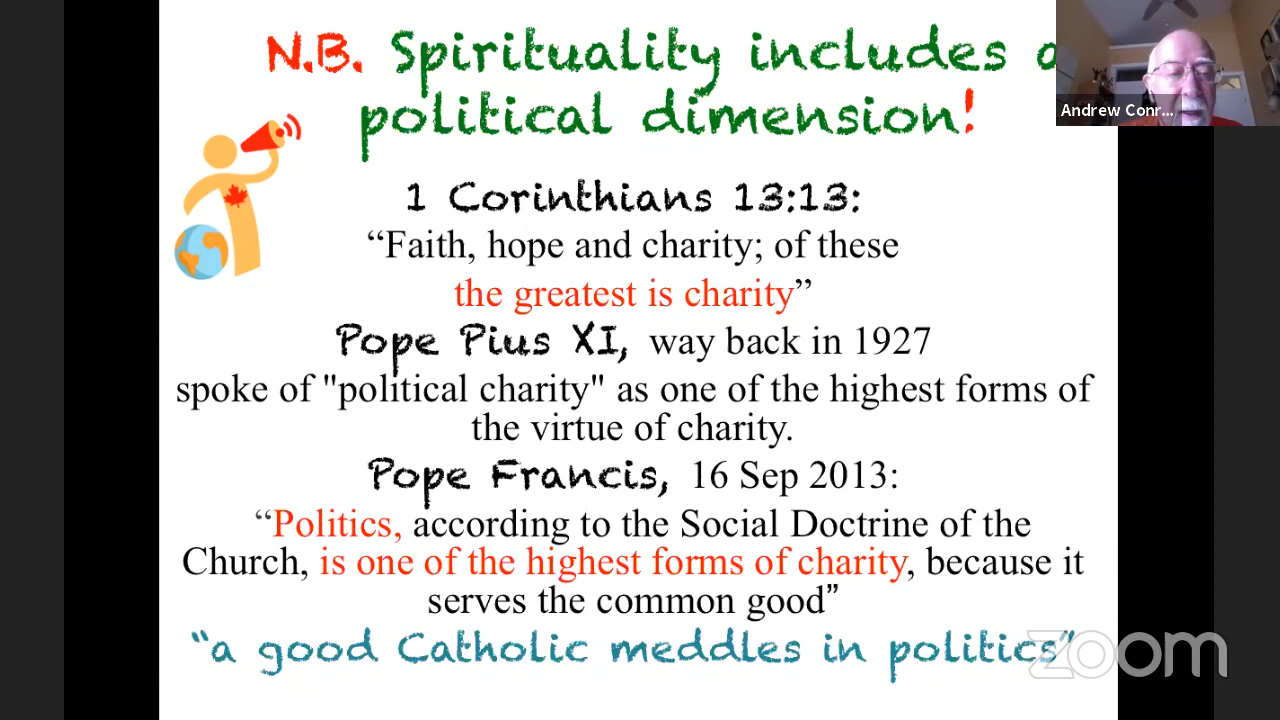 N.B. Spirituality includes a
political dimension!
Andrew Conr...
1 Corinthians 13:13:
“Faith, hope and charity; of these
the greatest is charity”
Pope Pius XI, way back in 1927
spoke of "political charity" as one of the highest forms of
the virtue of charity.
Pope Francis, 16 Sep 2013:
“Politics, according to the Social Doctrine of the
Church, is one of the highest forms of charity, because it
serves the common good”
“a good Catholic meddles in politics”
zoom